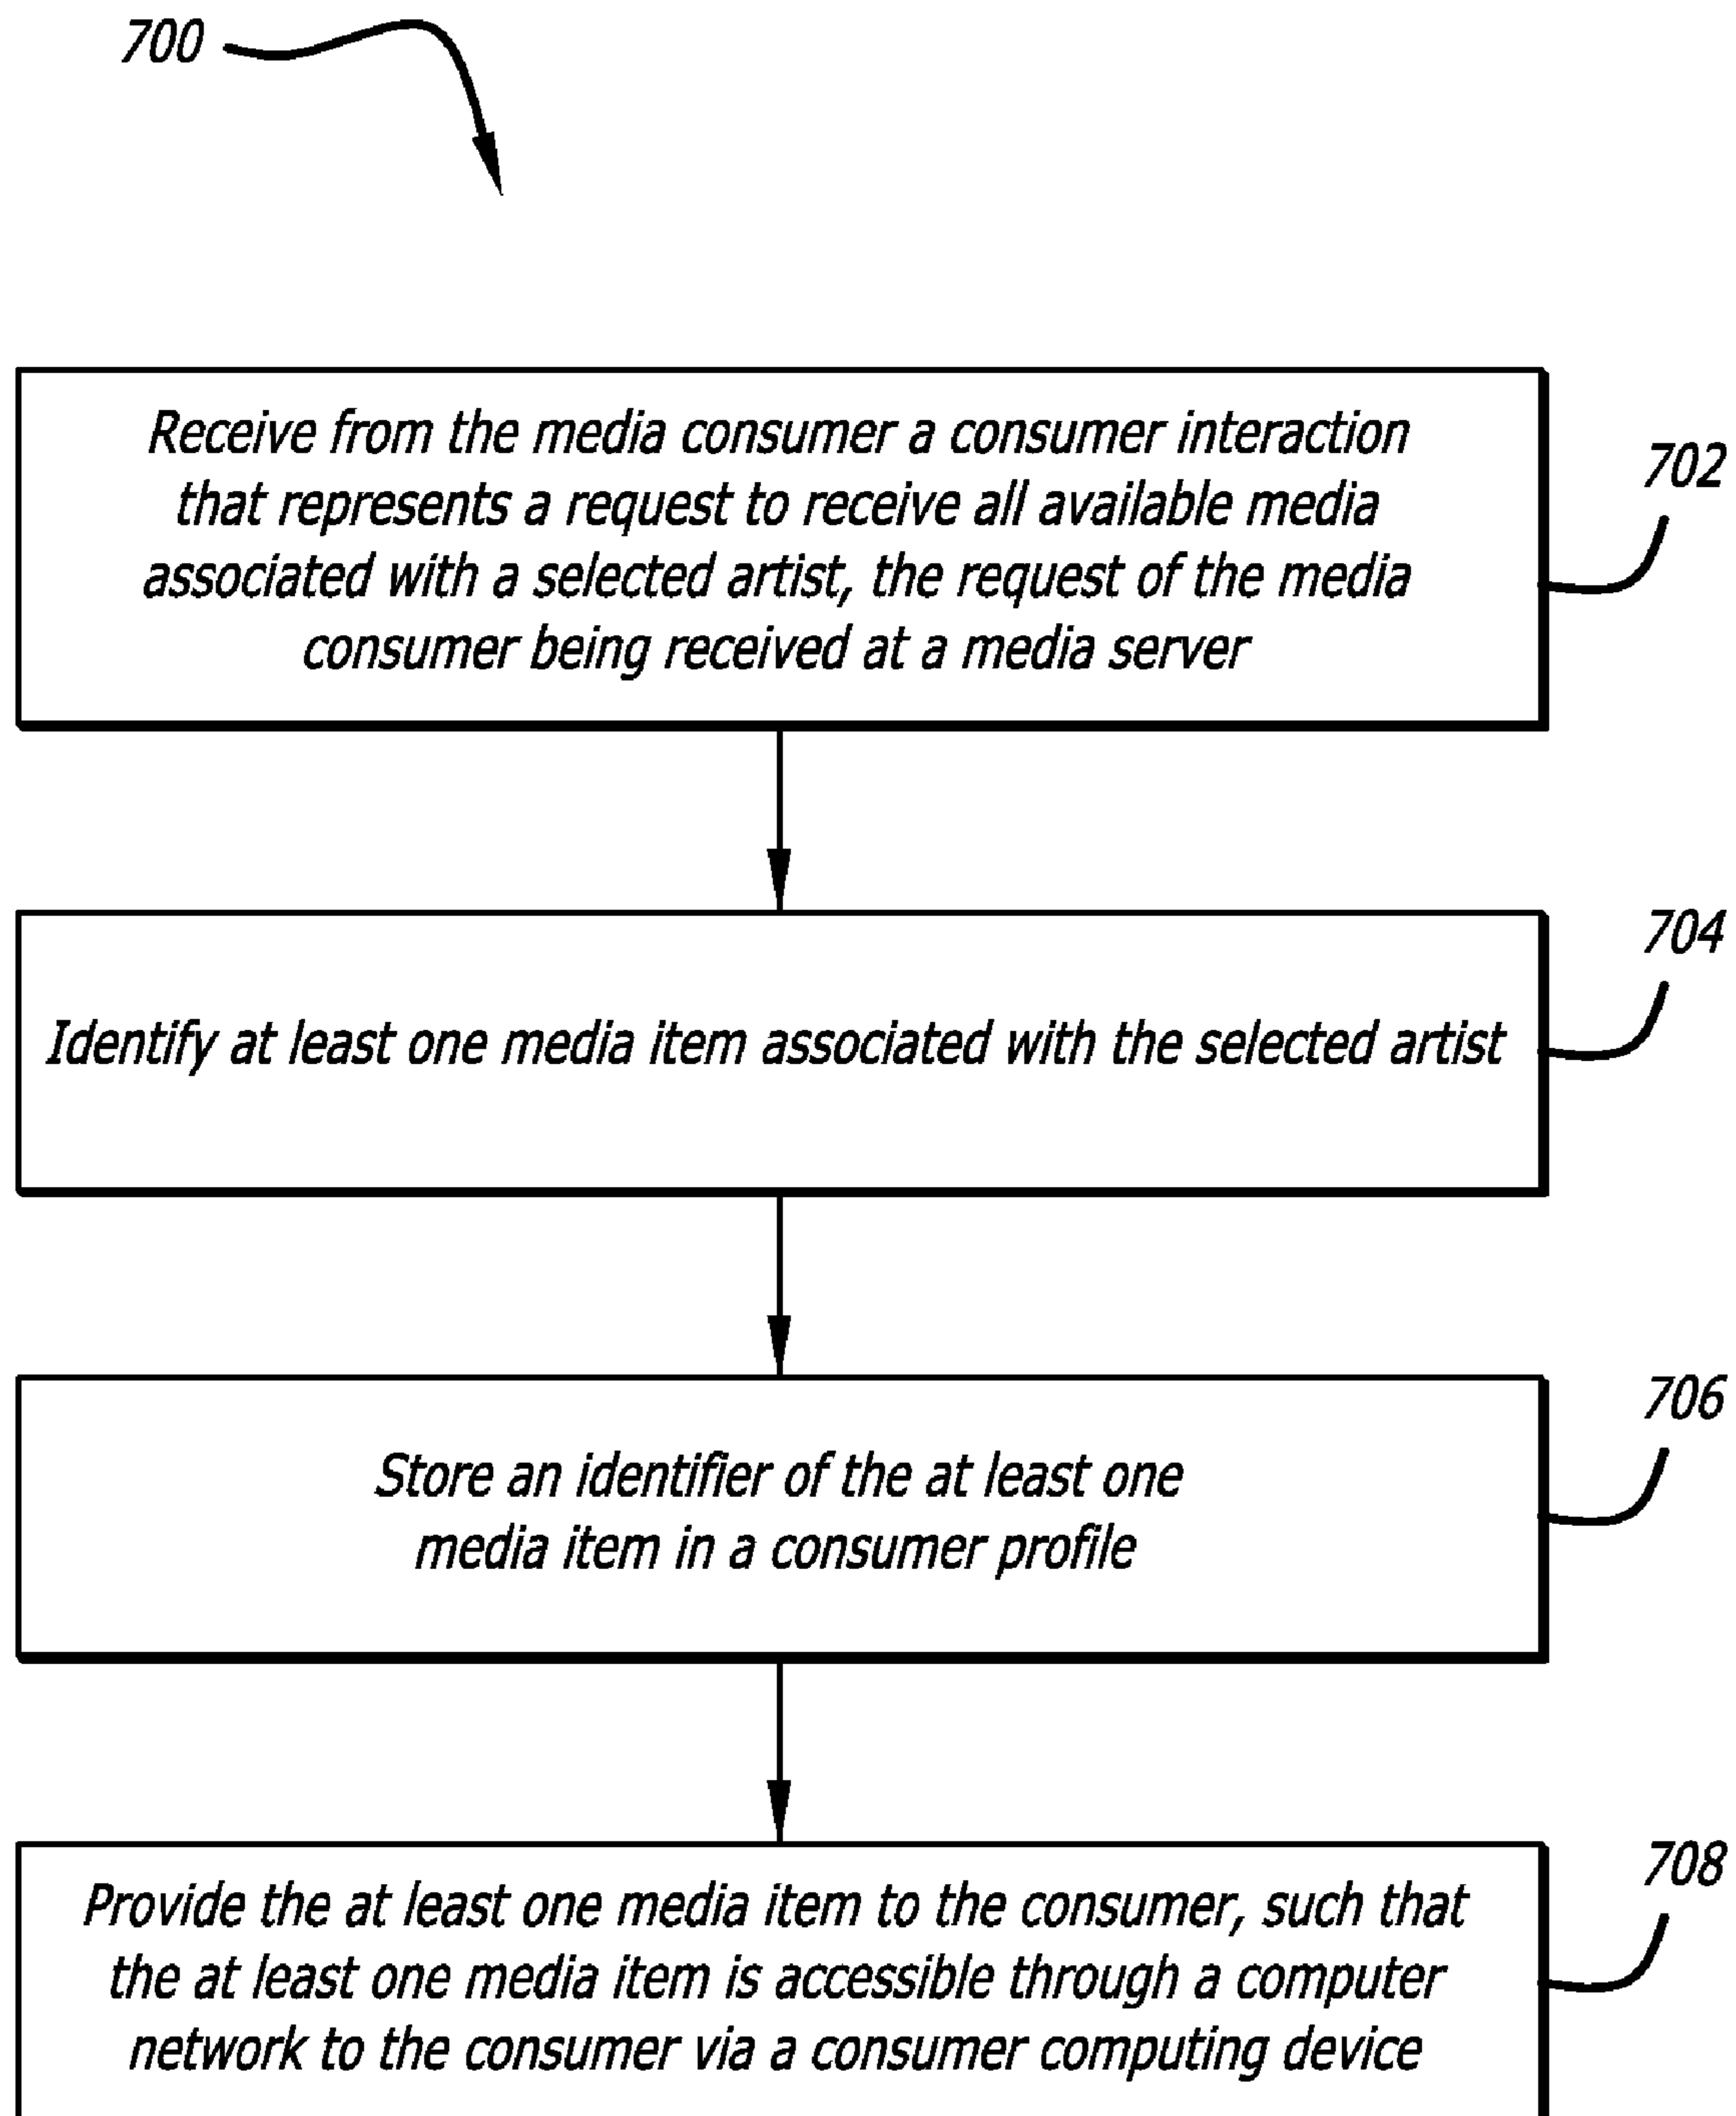 700
Receive from the media consumer a consumer interaction
that represents a request to receive all available media
associated with a selected artist, the request of the media
consumer being received at a media server
702
Identify at least one media item associated with the selected artist
704
Store an identifier of the at least one
media item in a consumer profile
706
Provide the at least one media item to the consumer, such that
the at least one media item is accessible through a computer
network to the consumer via a consumer computing device
708